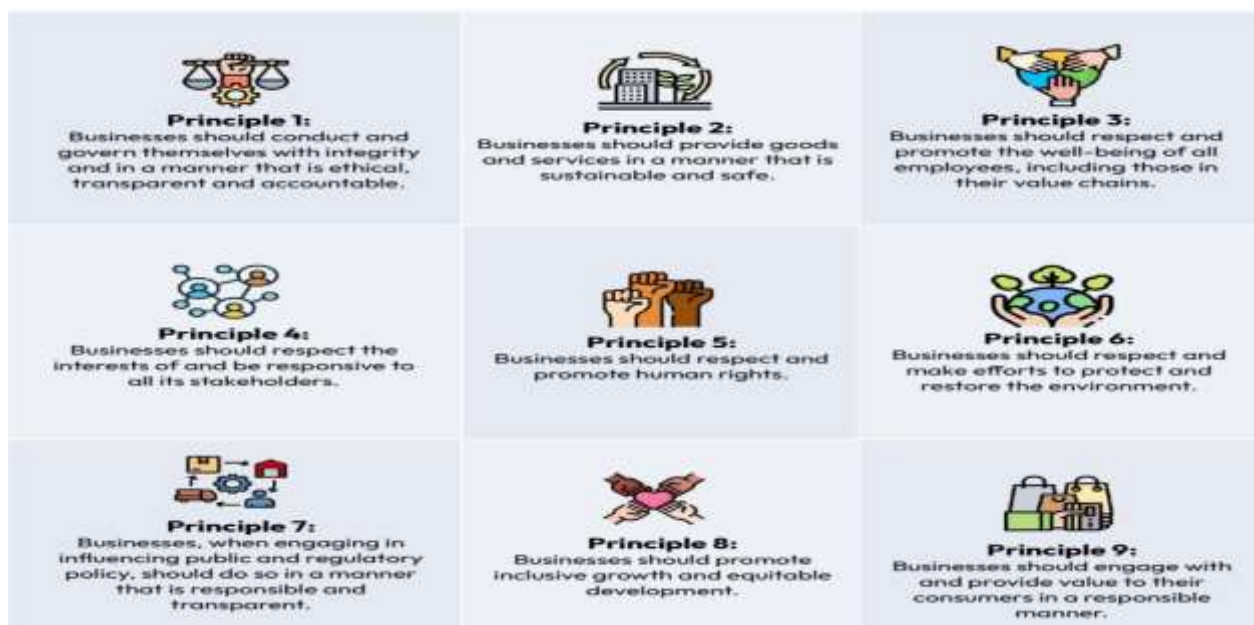 Principle 1:
Businesses should conduct and
govern themselves with integrity
and in a manner that is ethical,
transparent and accountable.
Principle 2:
Businesses should provide goods
and services in a manner that is
sustainable and safe.
Principle 3:
Businesses should respect and
promote the well-being of all
employees, including those in
their value chains.
Principle 4:
Businesses should respect the
interests of and be responsive to
all its stakeholders.
Principle 5:
Businesses should respect and
promote human rights.
Principle 6:
Businesses should respect and
make efforts to protect and
restore the environment.
Principle 7:
Businesses, when engaging in
influencing public and regulatory
policy, should do so in a manner
that is responsible and
transparent.
Principle 8:
Businesses should promote
inclusive growth and equitable
development.
Principle 9:
Businesses should engage with
and provide value to their
consumers in a responsible
manner.